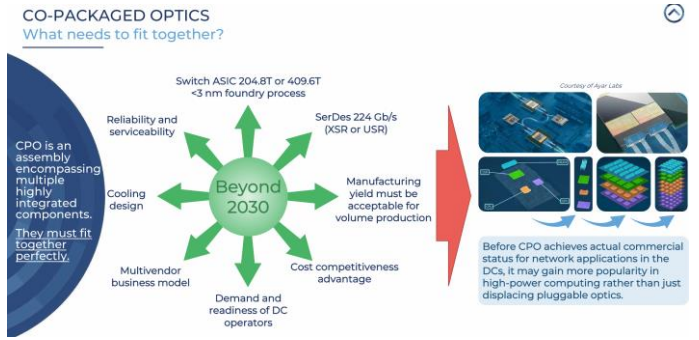 CO-PACKAGED OPTICS
What needs to fit together?
Courtesy of Ayar Labs
CPO is an
assembly
encompassing
multiple
highly
integrated
components.
They must fit
together
perfectly.
Switch ASIC 204.8T or 409.6T
<3 nm foundry process
SerDes 224 Gb/s
(XSR or USR)
Manufacturing
yield must be
acceptable for
volume production
Cost competitiveness
advantage
Demand and
readiness of DC
operators
Multivendor
business model
Cooling
design
Reliability and
serviceability
Beyond
2030
Before CPO achieves actual commercial
status for network applications in the
DCs, it may gain more popularity in
high-power computing rather than just
displacing pluggable optics.